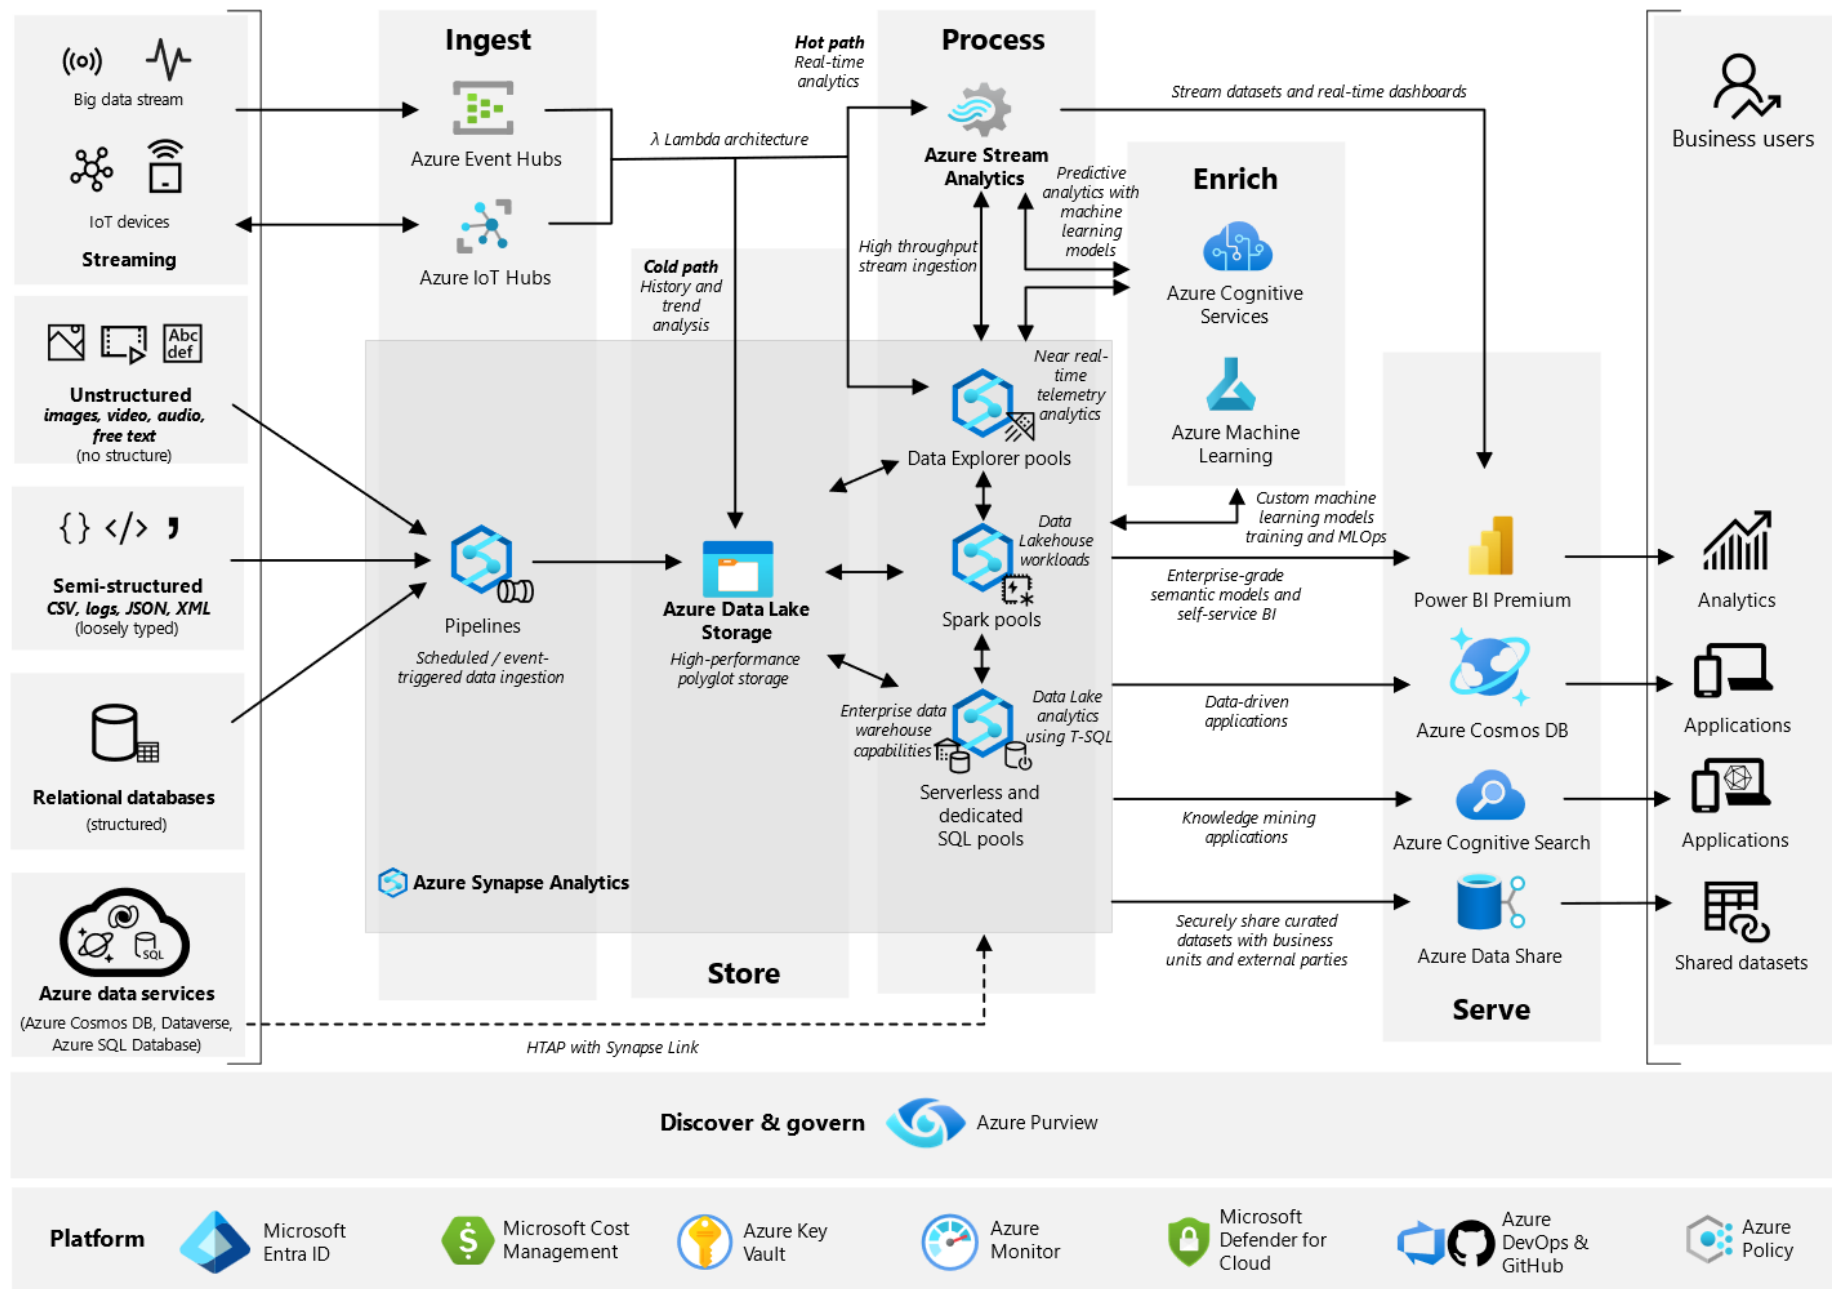 Big data stream
IoT devices
Streaming
Abc
def
Unstructured
images, video, audio,
free text
(no structure)
{ } </> ,
Semi-structured
CSV, logs, JSON, XML
(loosely typed)
Relational databases
(structured)
SQL
Azure data services
(Azure Cosmos DB, Dataverse,
Azure SQL Database)
Ingest
Azure Event Hubs
Azure IoT Hubs
Pipelines
Scheduled / event-
triggered data ingestion
Azure Synapse Analytics
λ Lambda architecture
Cold path
History and
trend
analysis
Azure Data Lake
Storage
High-performance
polyglot storage
Store
HTAP with Synapse Link
Hot path
Real-time
analytics
Process
Azure Stream
Analytics
High throughput
stream ingestion
Predictive
analytics with
machine
learning
models
Near real-
time
telemetry
analytics
Data Explorer pools
Data
Lakehouse
workloads
Spark pools
Enterprise data
warehouse
capabilities
Data Lake
analytics
using T-SQL
Serverless and
dedicated
SQL pools
Stream datasets and real-time dashboards
Enrich
Azure Cognitive
Services
Azure Machine
Learning
Custom machine
learning models
training and MLOps
Enterprise-grade
semantic models and
self-service BI
Data-driven
applications
Knowledge mining
applications
Securely share curated
datasets with business
units and external parties
Power BI Premium
Azure Cosmos DB
Azure Cognitive Search
Azure Data Share
Serve
Business users
Analytics
Applications
Applications
Shared datasets
Discover & govern
Azure Purview
Platform
Microsoft
Entra ID
$
Microsoft Cost
Management
Azure Key
Vault
Azure
Monitor
Microsoft
Defender for
Cloud
Azure
DevOps &
GitHub
Azure
Policy